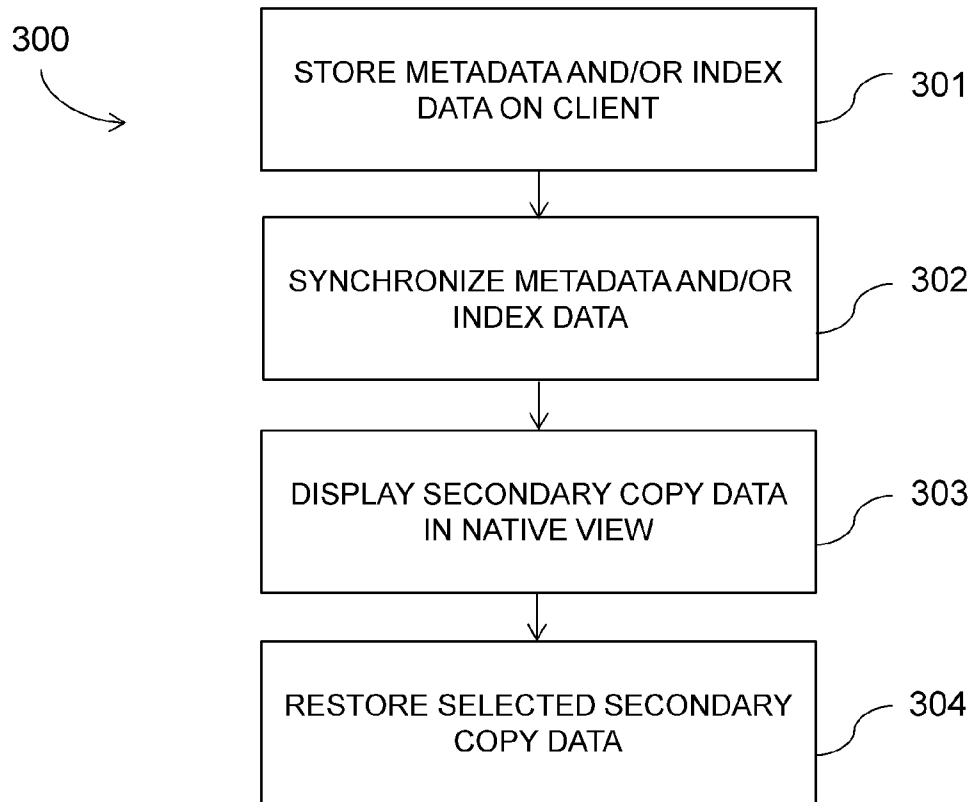 300
STORE METADATA AND/OR INDEX
DATA ON CLIENT
301
SYNCHRONIZE METADATA AND/OR
INDEX DATA
302
DISPLAY SECONDARY COPY DATA
IN NATIVE VIEW
303
RESTORE SELECTED SECONDARY
COPY DATA
304